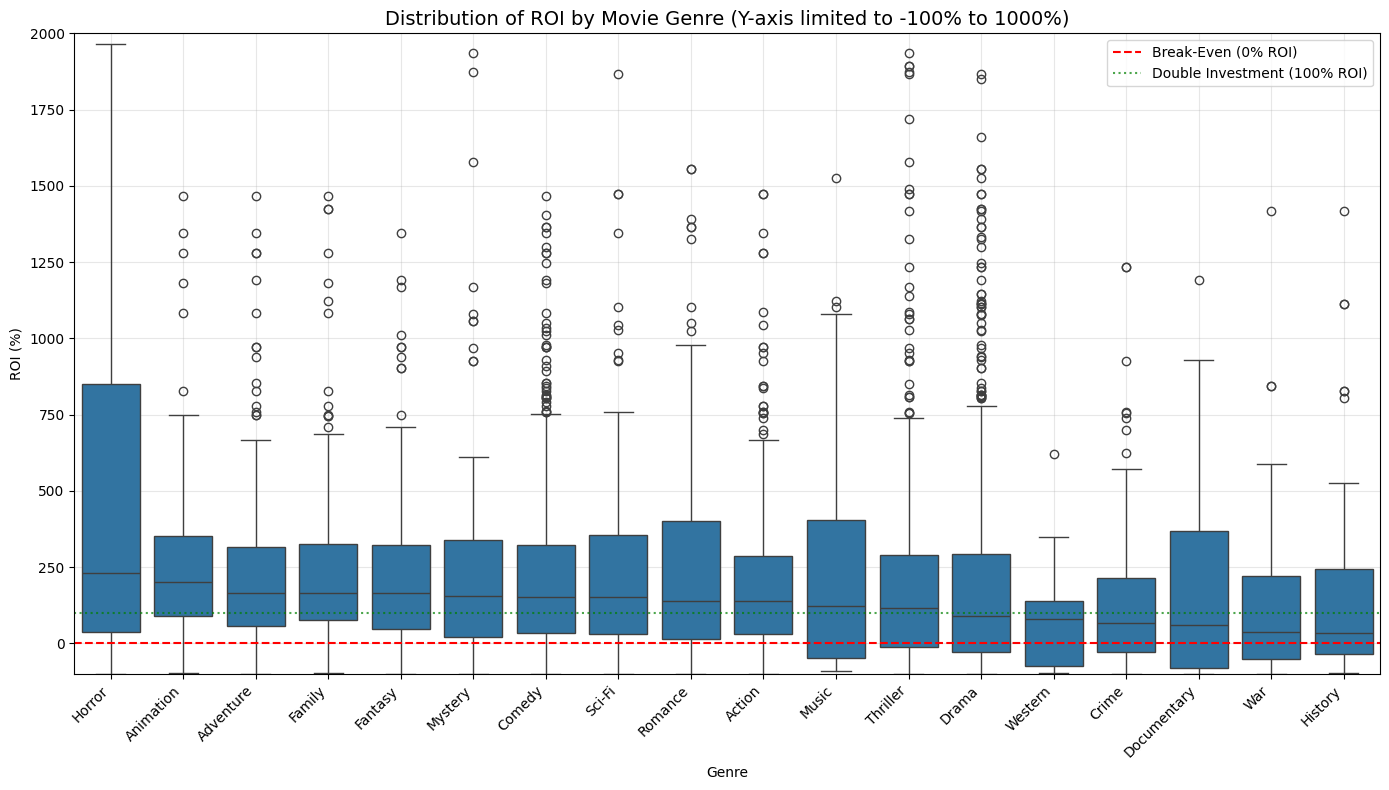 Distribution of ROI by Movie Genre (Y-axis limited to -100% to 1000%)
Break-Even (0% ROI)
Double Investment (100% ROI)
ROI (%)
2000
1750
1500
1250
1000
750
500
250
0
Horror
Animation
Adventure
Family
Fantasy
Mystery
Comedy
Sci-Fi
Romance
Action
Music
Thriller
Drama
Western
Crime
Documentary
War
History
Genre